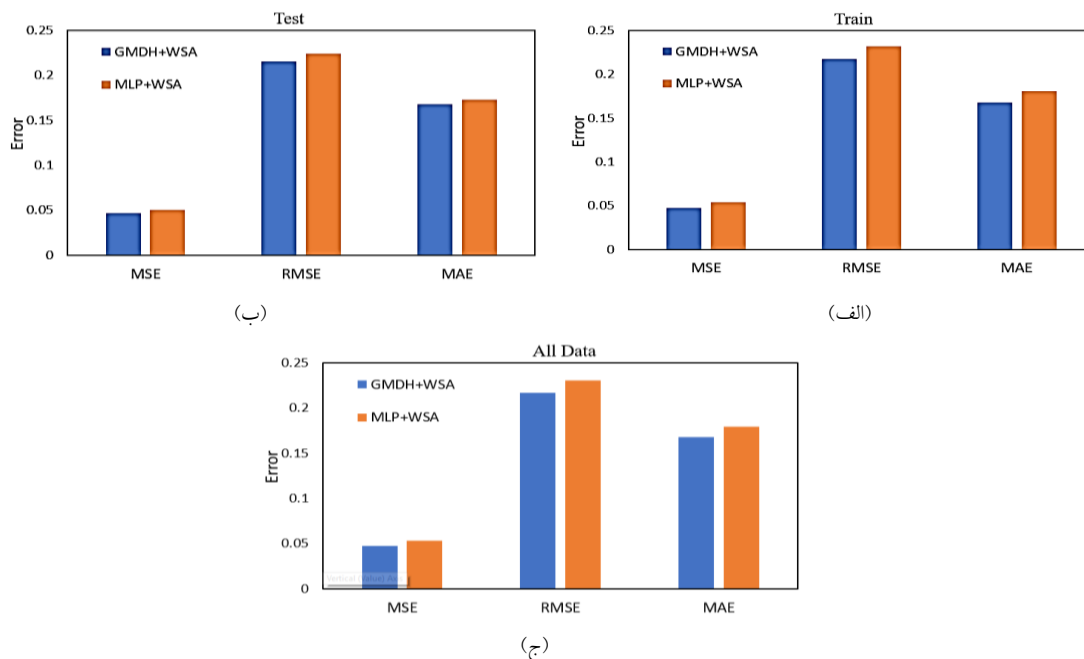 Test
0.25
0.2
0.15
0.1
0.05
0
Error
GMDH+WSA
MLP+WSA
MSE RMSE MAE
(ب)
Train
0.25
0.2
0.15
0.1
0.05
0
Error
GMDH+WSA
MLP+WSA
MSE RMSE MAE
(الف)
All Data
0.25
0.2
0.15
0.1
0.05
0
Error
GMDH+WSA
MLP+WSA
Vertical (Value) Axis
MSE RMSE MAE
(ج)